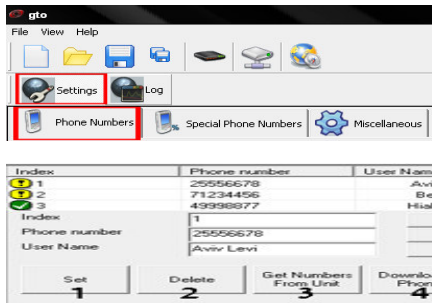 gto
File View Help
Settings Log
Phone Numbers Special Phone Numbers Miscellaneous
Index Phone number User Nam
1 25556678 Avi
2 71234456 Be
3 49998877
Index 1
Phone number 25556678
User Name Aviv Levi
Set Delete Get Numbers Downlo
From Unit Phon
1 2 3 4